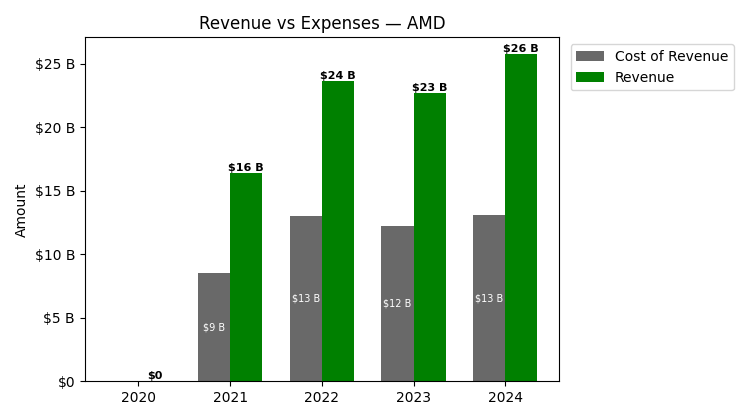 Revenue vs Expenses — AMD
Amount
$25 B
$20 B
$15 B
$10 B
$5 B
$0
$0
$9 B
$16 B
$13 B
$24 B
$12 B
$23 B
$13 B
$26 B
2020
2021
2022
2023
2024
Cost of Revenue
Revenue